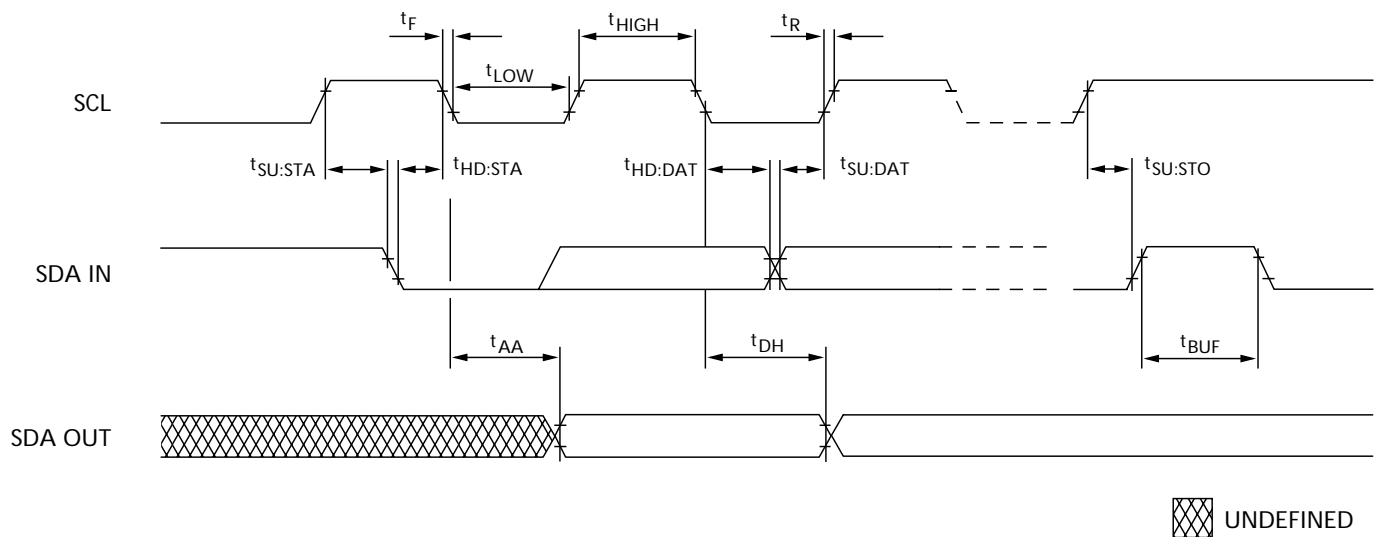 tF
tHIGH
tR
tLOW
SCL
tSU:STA
tHD:STA
tHD:DAT
tSU:DAT
tSU:STO
SDA IN
tAA
tDH
tBUF
SDA OUT
UNDEFINED